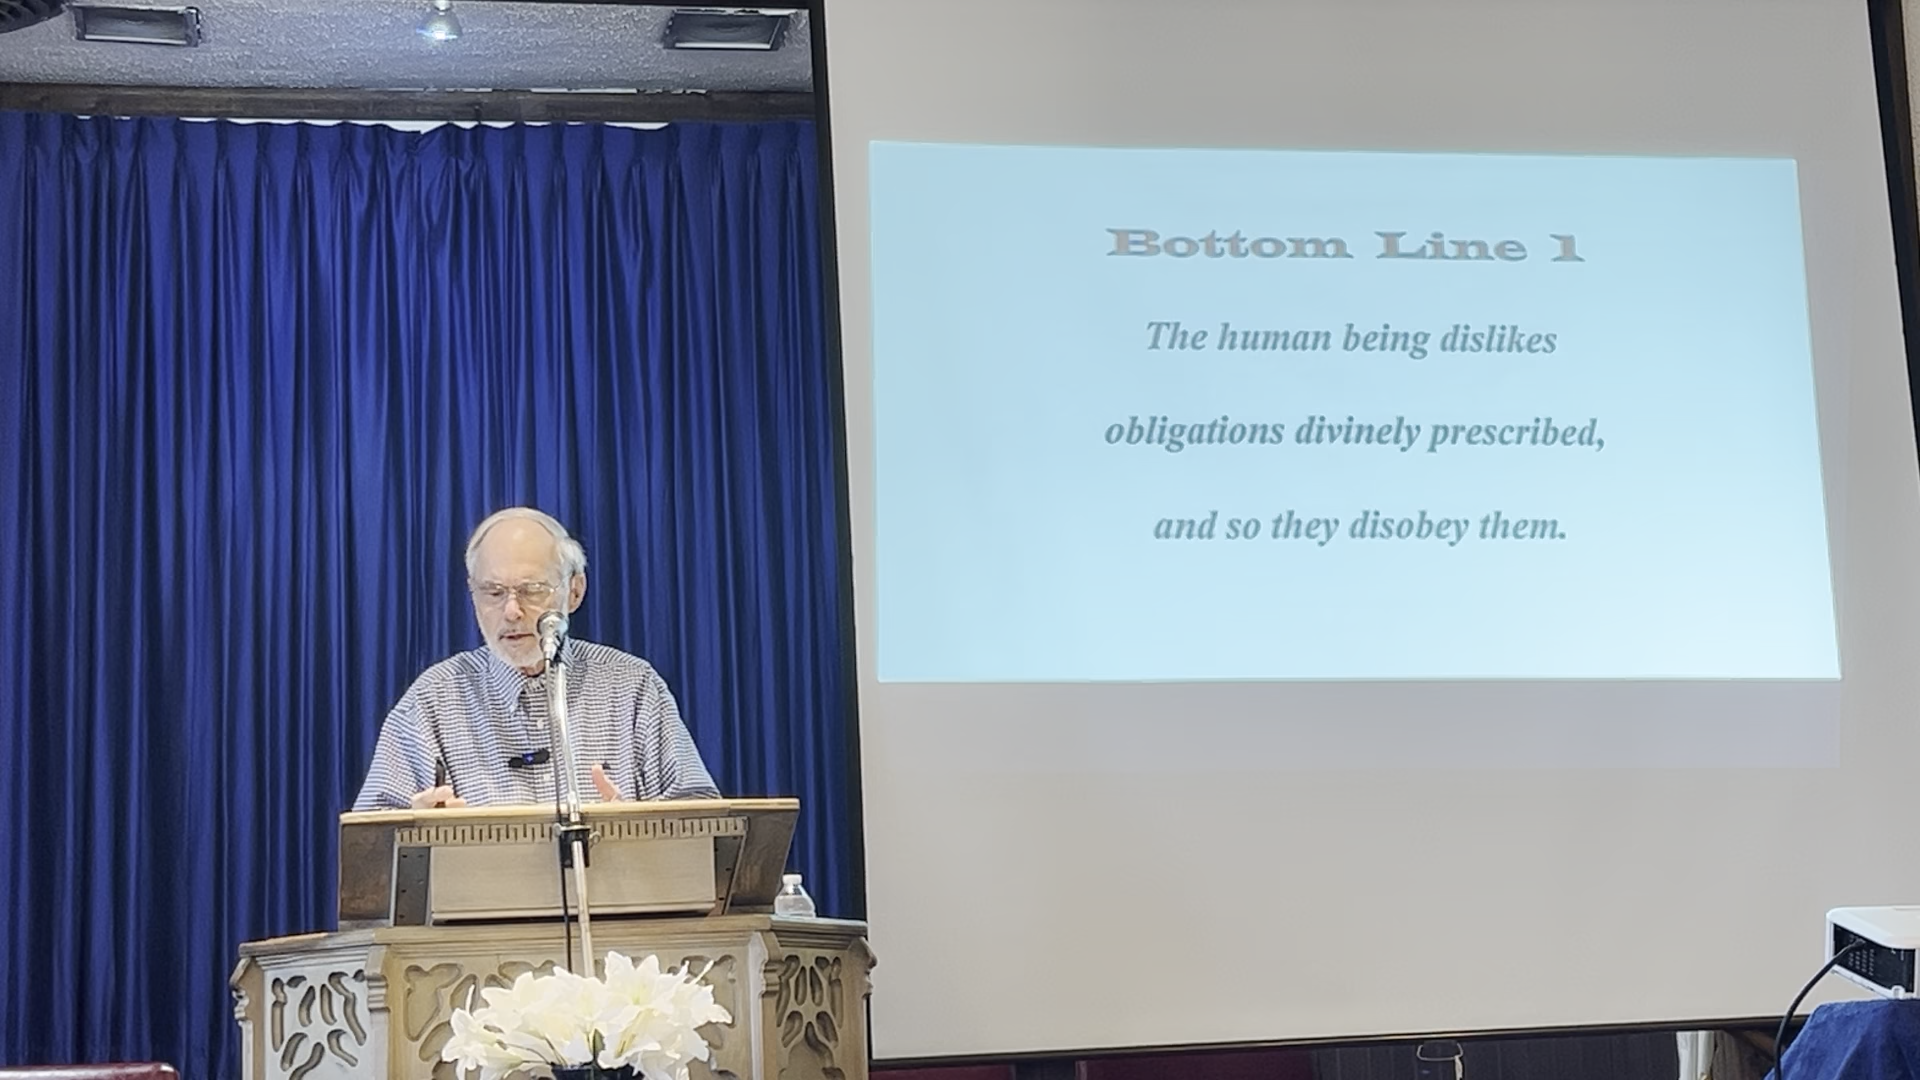 Bottom Line 1
The human being dislikes
obligations divinely prescribed,
and so they disobey them.